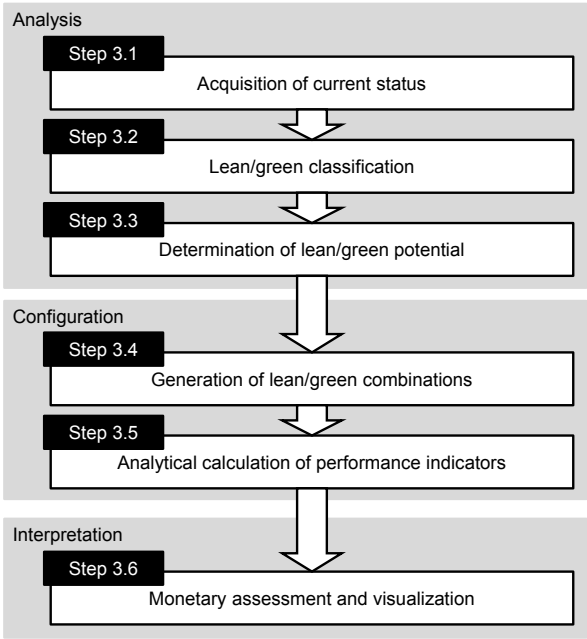 Analysis
Step 3.1
Acquisition of current status
Step 3.2
Lean/green classification
Step 3.3
Determination of lean/green potential
Configuration
Step 3.4
Generation of lean/green combinations
Step 3.5
Analytical calculation of performance indicators
Interpretation
Step 3.6
Monetary assessment and visualization